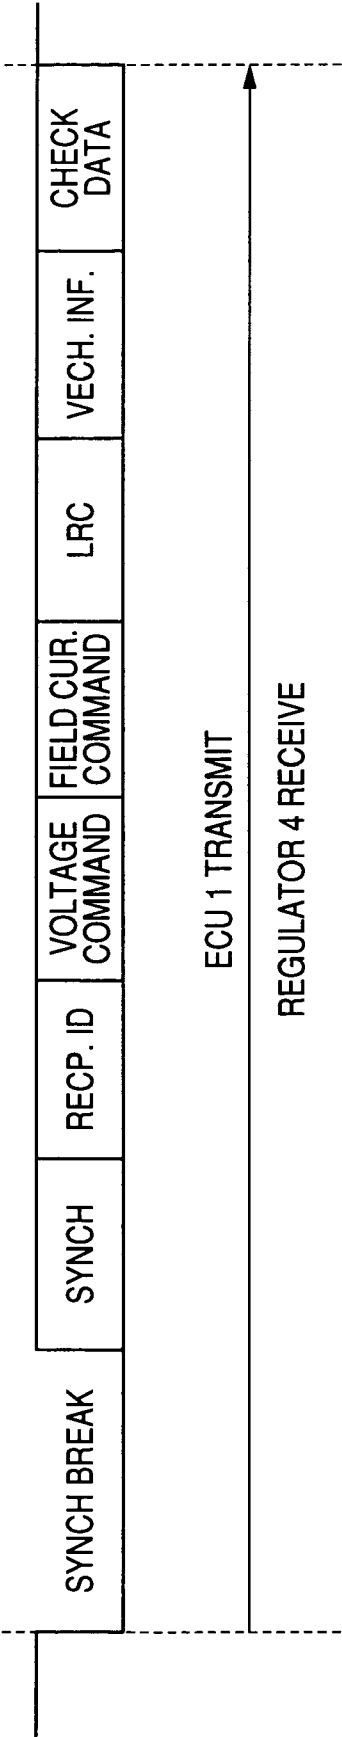 SYNCH BREAK
SYNCH
RECP. ID
VOLTAGE
COMMAND
FIELD CUR.
COMMAND
LRC
VECH. INF.
CHECK
DATA
ECU 1 TRANSMIT
REGULATOR 4 RECEIVE